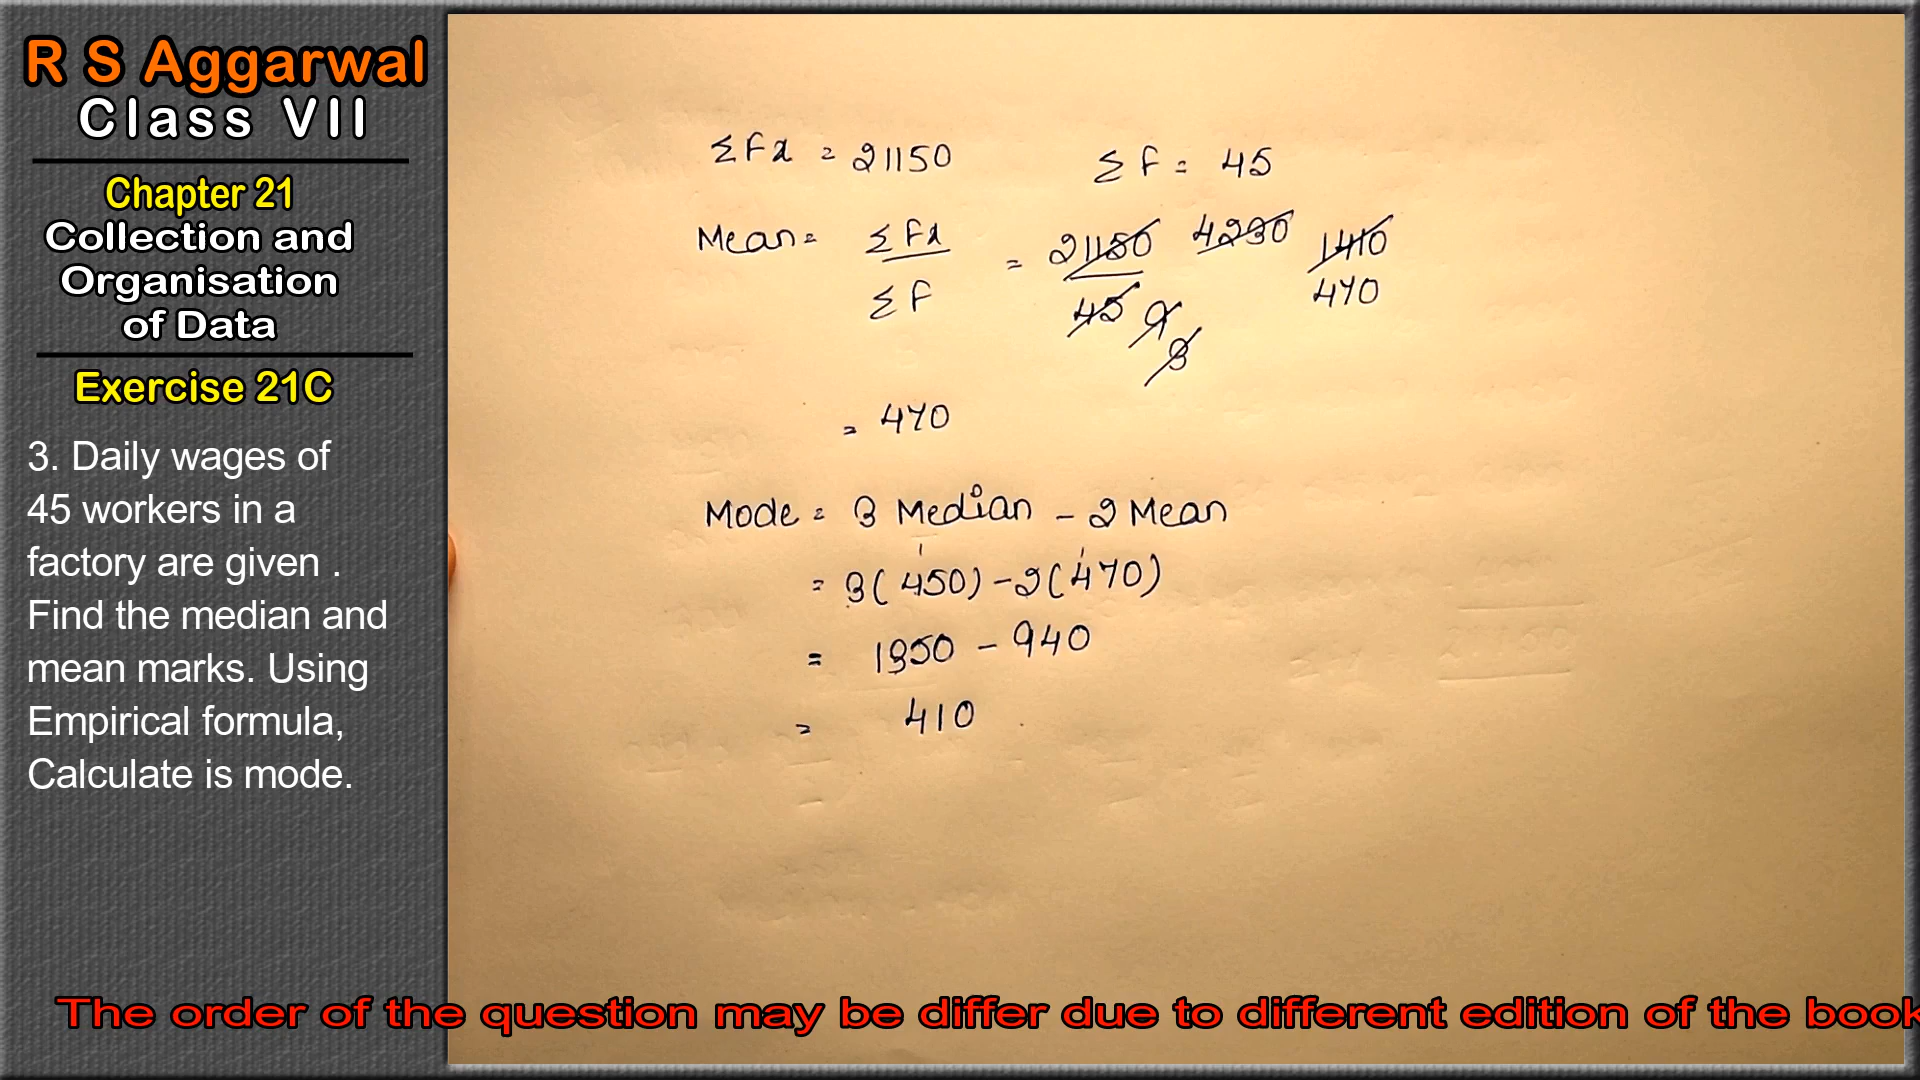 R S Aggarwal
Class VII
Chapter 21
Collection and
Organisation
of Data
Exercise 21C
3. Daily wages of
45 workers in a
factory are given .
Find the median and
mean marks. Using
Empirical formula,
Calculate is mode.
Σfx = 21150 Σf = 45
Mean = Σfx / Σf = 21150 / 45 4230 / 9 1410 / 3 470
= 470
Mode = 3 Median - 2 Mean
= 3(450) - 2(470)
= 1350 - 940
= 410
The order of the question may be differ due to different edition of the book